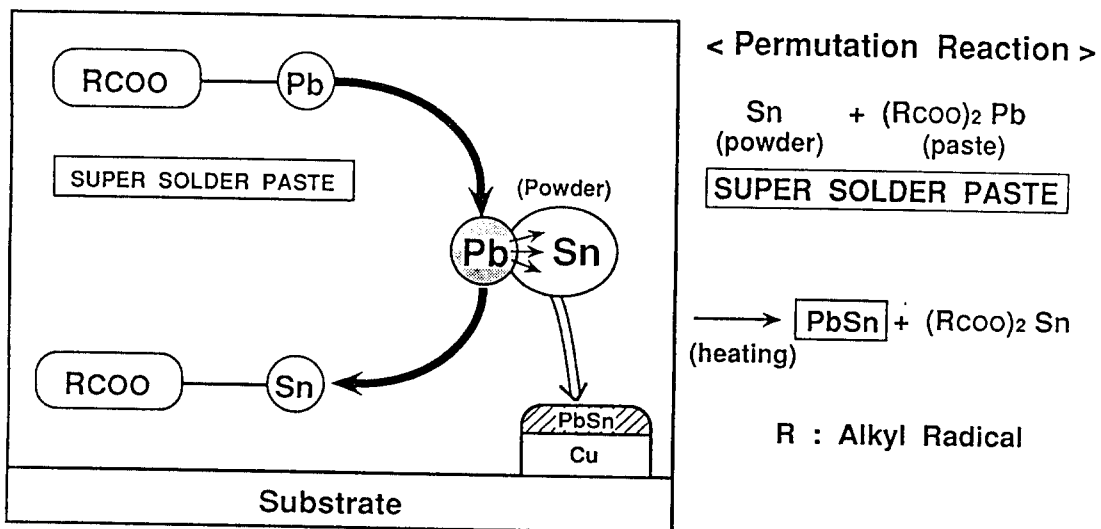 RCOO
Pb
SUPER SOLDER PASTE
(Powder)
Pb
Sn
RCOO
Sn
PbSn
Cu
Substrate
< Permutation Reaction >
Sn + (Rcoo)₂ Pb
(powder) (paste)
SUPER SOLDER PASTE
PbSn + (Rcoo)₂ Sn
(heating)
R : Alkyl Radical